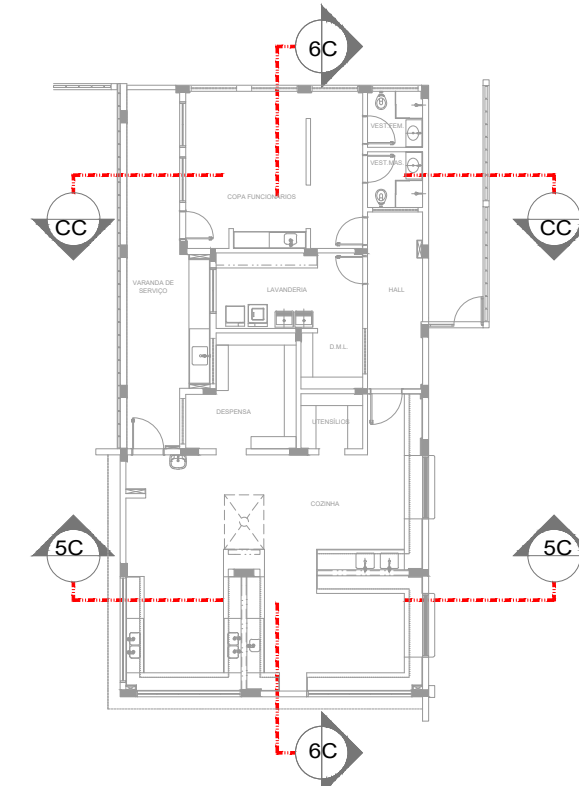 6C
VEST.FEM.
VEST.MAS.
COPA FUNCIONÁRIOS
CC
CC
VARANDA DE
SERVIÇO
LAVANDERIA
HALL
D.M.L.
DESPENSA
UTENSÍLIOS
COZINHA
5C
5C
6C